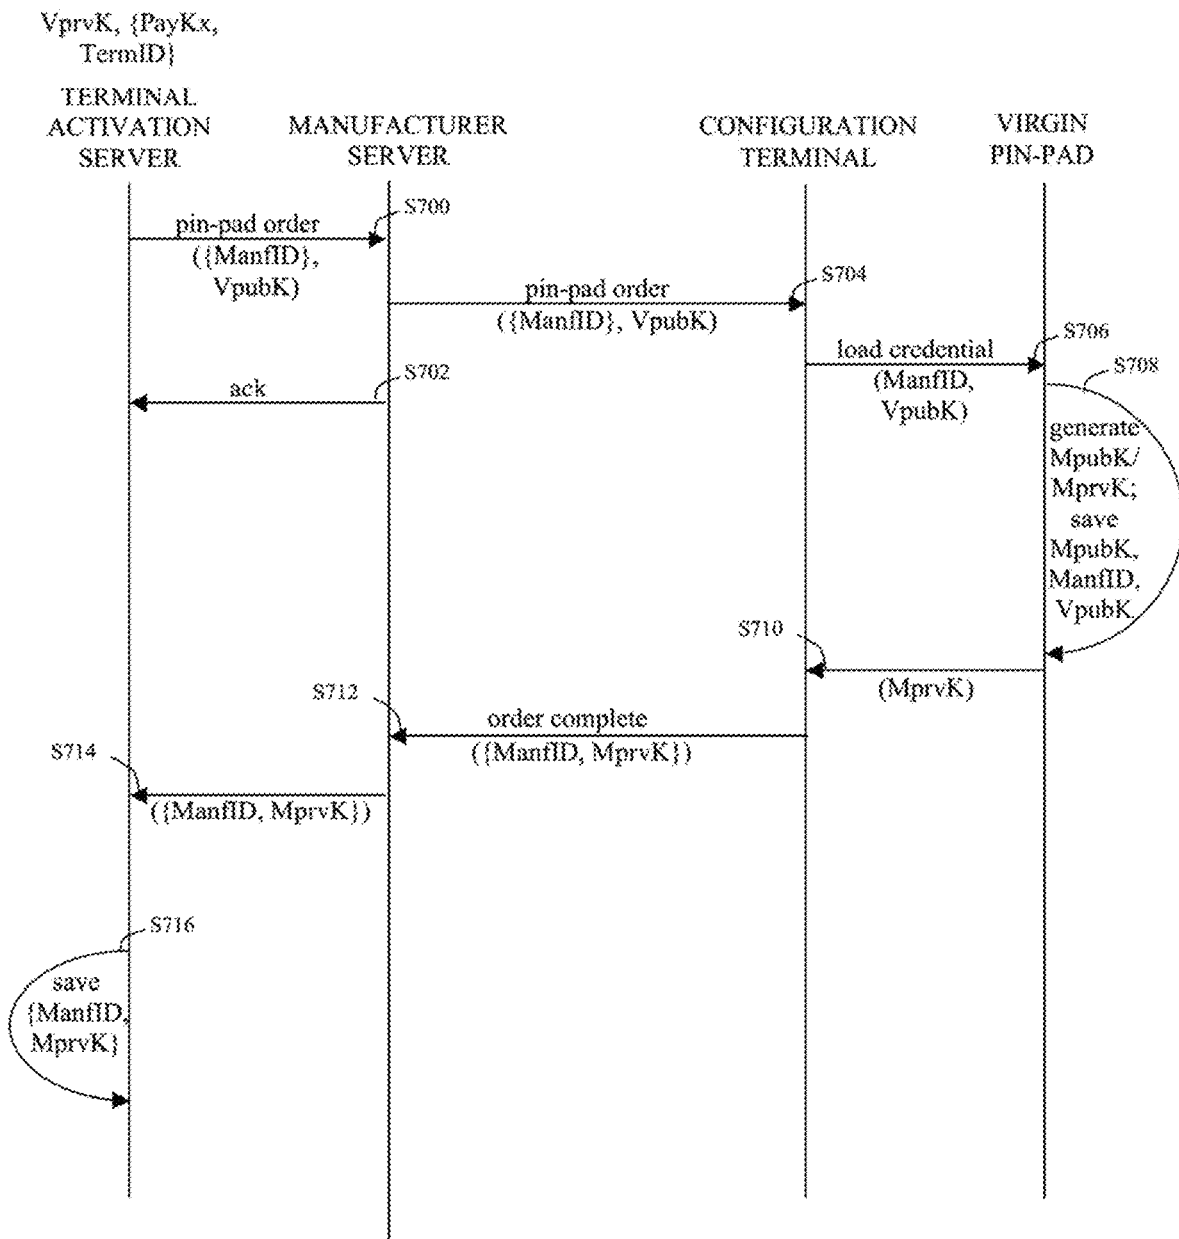 VprvK, {PayKx,
TermID}
TERMINAL
ACTIVATION
SERVER
MANUFACTURER
SERVER
CONFIGURATION
TERMINAL
VIRGIN
PIN-PAD
S700
pin-pad order
({ManfID},
VpubK)
S704
pin-pad order
({ManfID}, VpubK)
S706
load credential
(ManfID,
VpubK)
S702
ack
S708
generate
MpubK/
MprvK;
save
MpubK,
ManfID,
VpubK
S710
(MprvK)
S712
order complete
({ManfID, MprvK})
S714
({ManfID, MprvK})
S716
save
{ManfID,
MprvK}